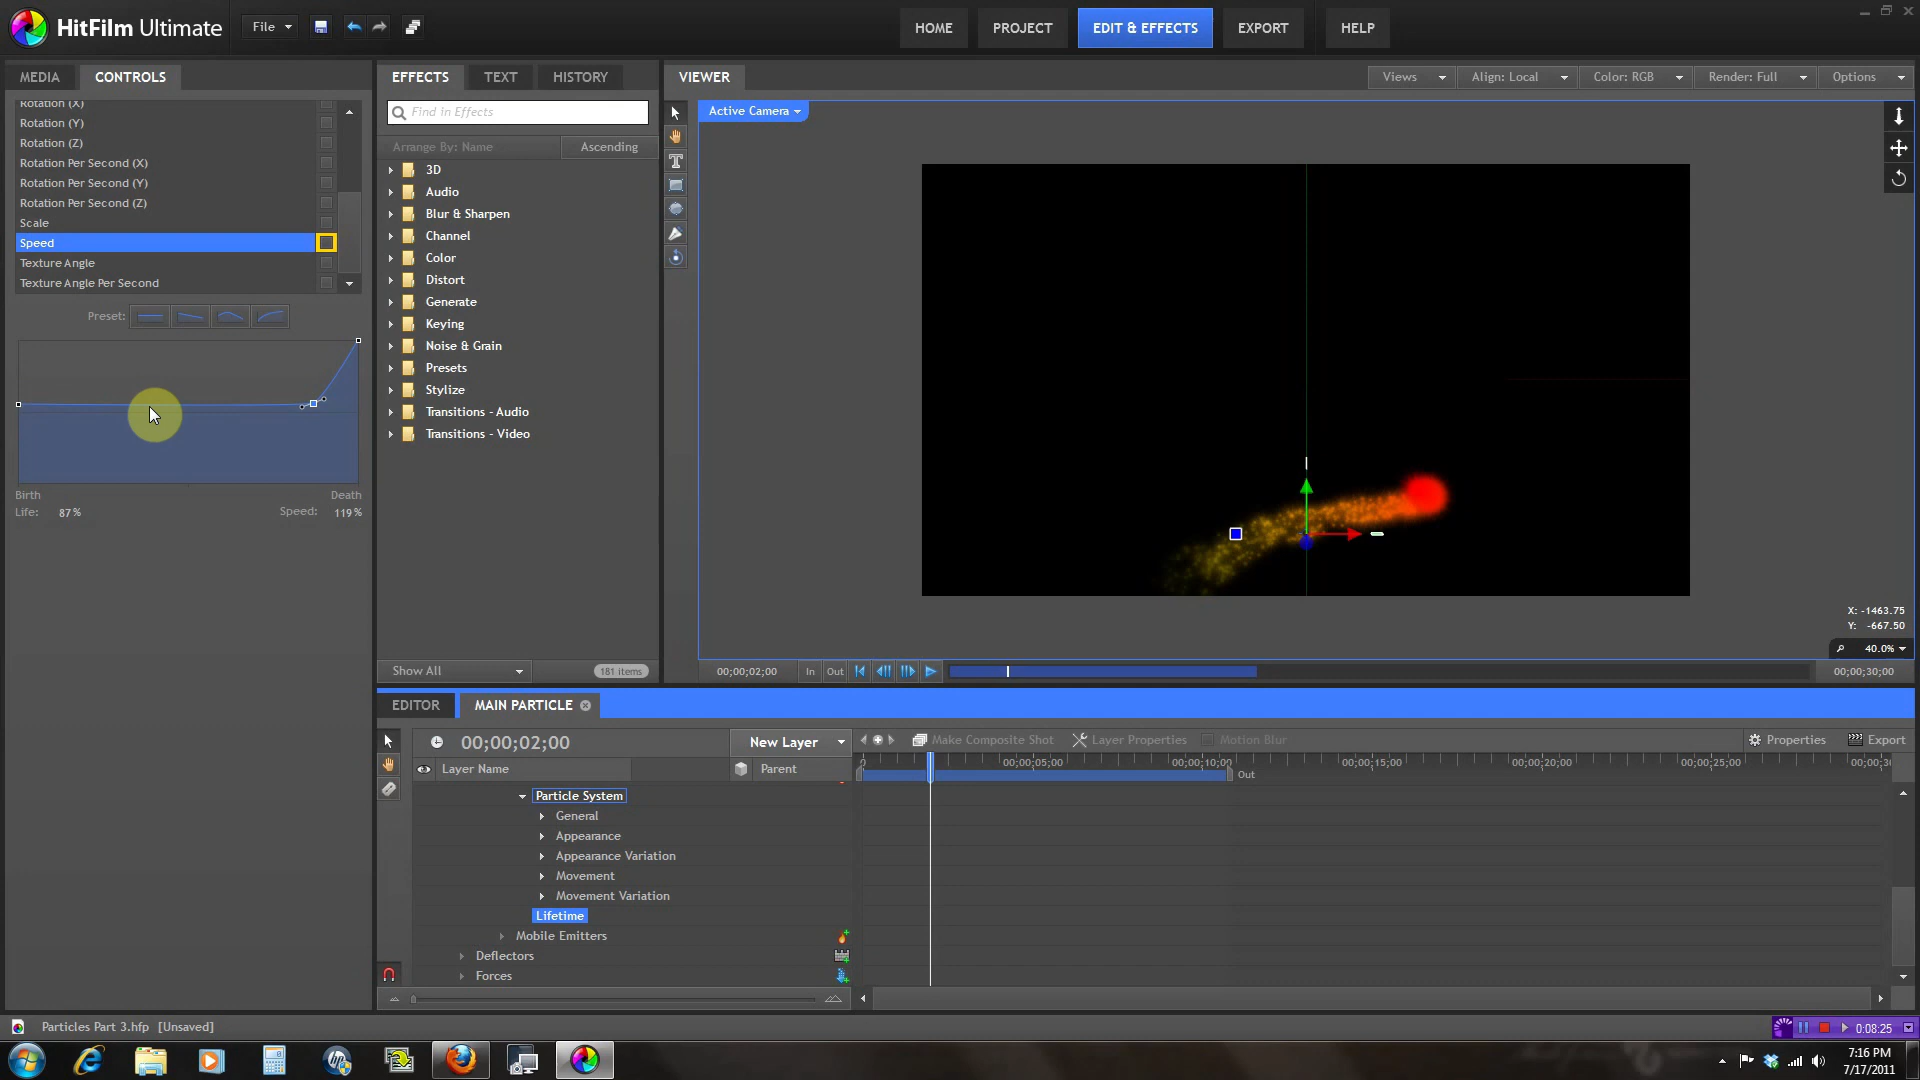 HitFilm Ultimate
File
HOME
PROJECT
EDIT & EFFECTS
EXPORT
HELP
MEDIA
CONTROLS
EFFECTS
TEXT
HISTORY
VIEWER
Views
Align: Local
Color: RGB
Render: Full
Options
Rotation (X)
Rotation (Y)
Rotation (Z)
Rotation Per Second (X)
Rotation Per Second (Y)
Rotation Per Second (Z)
Scale
Speed
Texture Angle
Texture Angle Per Second
Preset:
Birth
Death
Life: 87%
Speed: 119%
Find in Effects
Arrange By: Name
Ascending
3D
Audio
Blur & Sharpen
Channel
Color
Distort
Generate
Keying
Noise & Grain
Presets
Stylize
Transitions - Audio
Transitions - Video
Show All
181 items
Active Camera
X: -1463.75
Y: -667.50
40.0%
00;00;02;00
In
Out
00;00;30;00
EDITOR
MAIN PARTICLE
00;00;02;00
New Layer
Make Composite Shot
Layer Properties
Motion Blur
Properties
Export
Layer Name
Parent
0
00;00;05;00
00;00;10;00
00;00;15;00
00;00;20;00
00;00;25;00
Out
Particle System
General
Appearance
Appearance Variation
Movement
Movement Variation
Lifetime
Mobile Emitters
Deflectors
Forces
Particles Part 3.hfp [Unsaved]
0:08:25
7:16 PM
7/17/2011